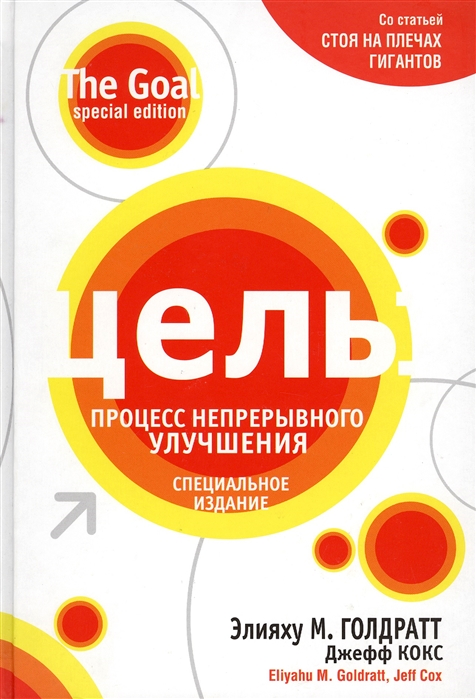 Со статьей
СТОЯ НА ПЛЕЧАХ
ГИГАНТОВ
The Goal
special edition
цель
ПРОЦЕСС НЕПРЕРЫВНОГО
УЛУЧШЕНИЯ
СПЕЦИАЛЬНОЕ
ИЗДАНИЕ
Элияху М. ГОЛДРАТТ
Джефф КОКС
Eliyahu M. Goldratt, Jeff Cox